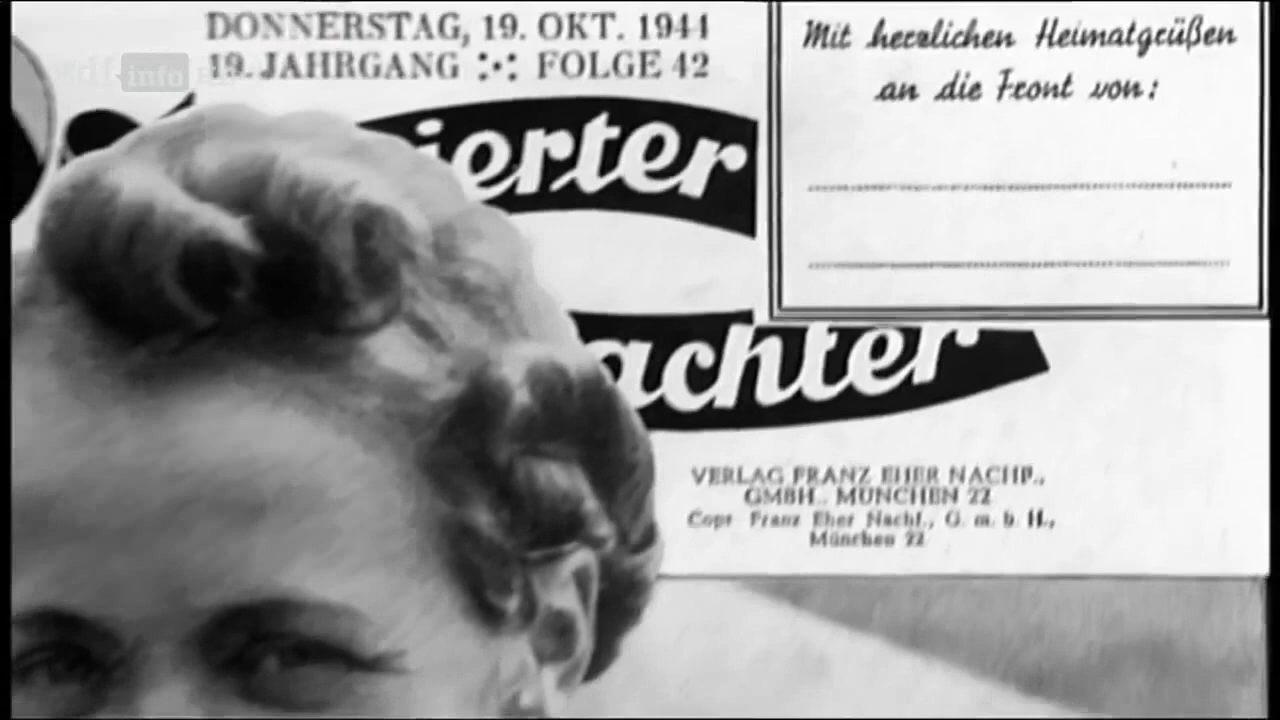 DONNERSTAG, 19. OKT. 1944
19. JAHRGANG FOLGE 42
info
ierter
achter
Mit herzlichen Heimatgrüßen
an die Front von:
VERLAG FRANZ EHER NACHF.,
GMBH., MÜNCHEN 22
Copr Franz Eher Nachf., G. m. b. H.,
München 22